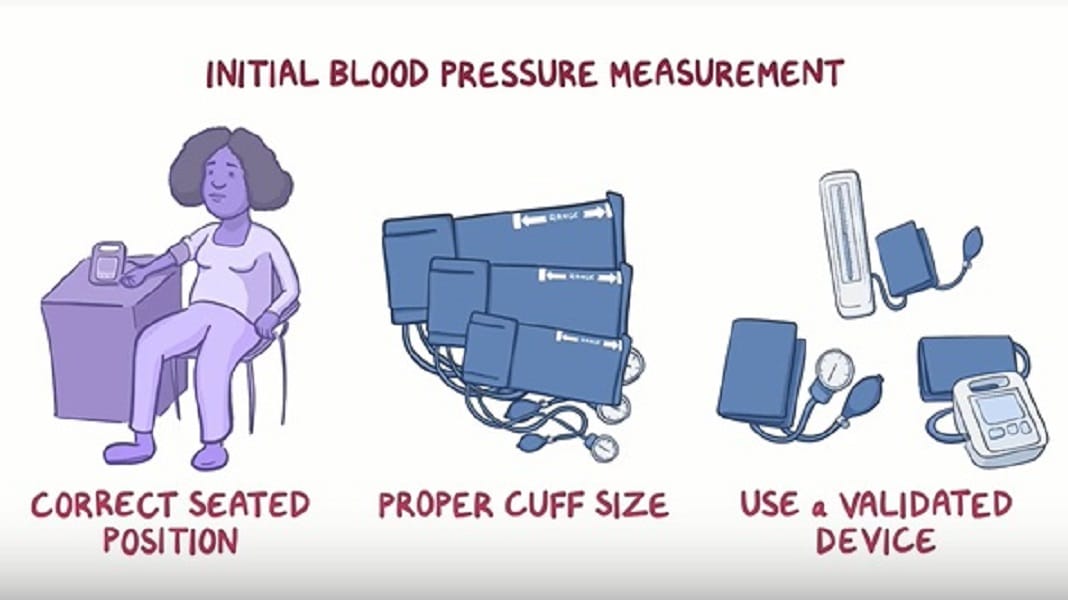 INITIAL BLOOD PRESSURE MEASUREMENT
RANGE
RANGE
RANGE
CORRECT SEATED
POSITION
PROPER CUFF SIZE
USE a VALIDATED
DEVICE